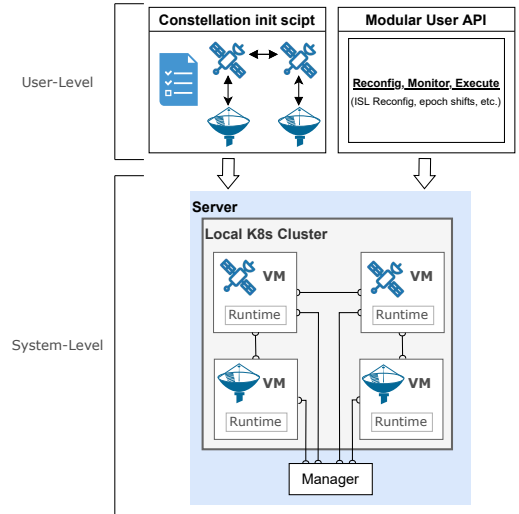 Constellation init scipt
Modular User API
User-Level
Reconfig, Monitor, Execute
(ISL Reconfig, epoch shifts, etc.)
Server
Local K8s Cluster
VM
Runtime
VM
Runtime
System-Level
VM
Runtime
VM
Runtime
Manager